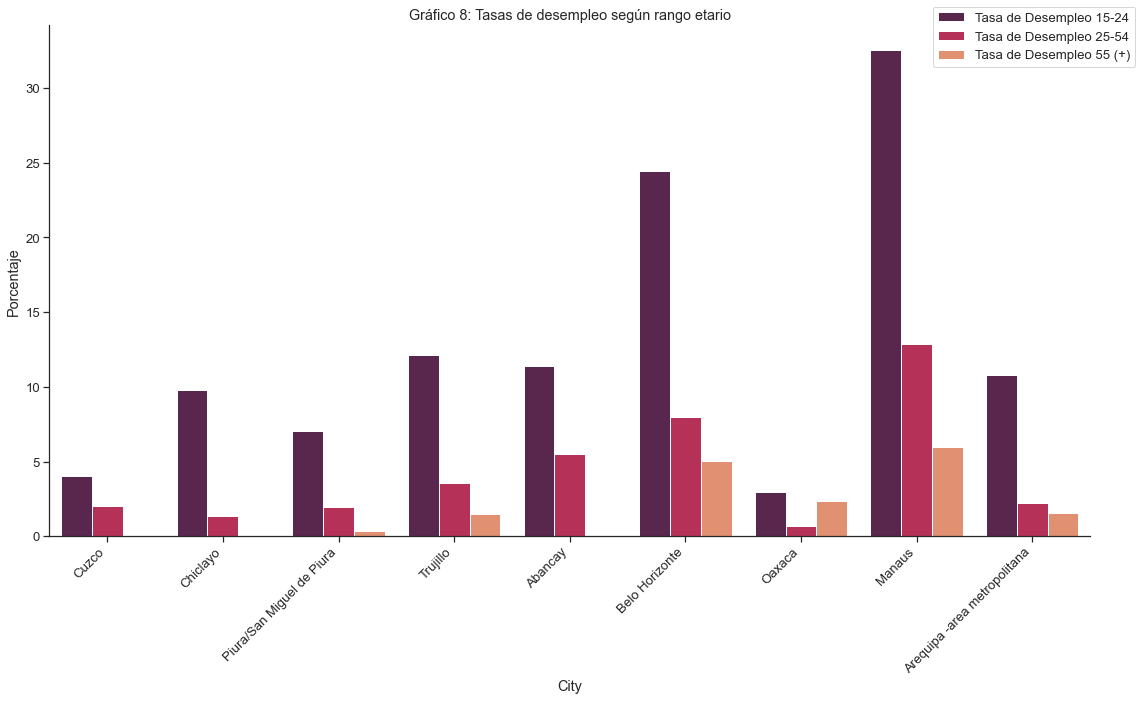 Gráfico 8: Tasas de desempleo según rango etario
Tasa de Desempleo 15-24
Tasa de Desempleo 25-54
Tasa de Desempleo 55 (+)
Porcentaje
30
25
20
15
10
5
0
Cuzco
Chiclayo
Piura/San Miguel de Piura
Trujillo
Abancay
Belo Horizonte
Oaxaca
Manaus
Arequipa -area metropolitana
City